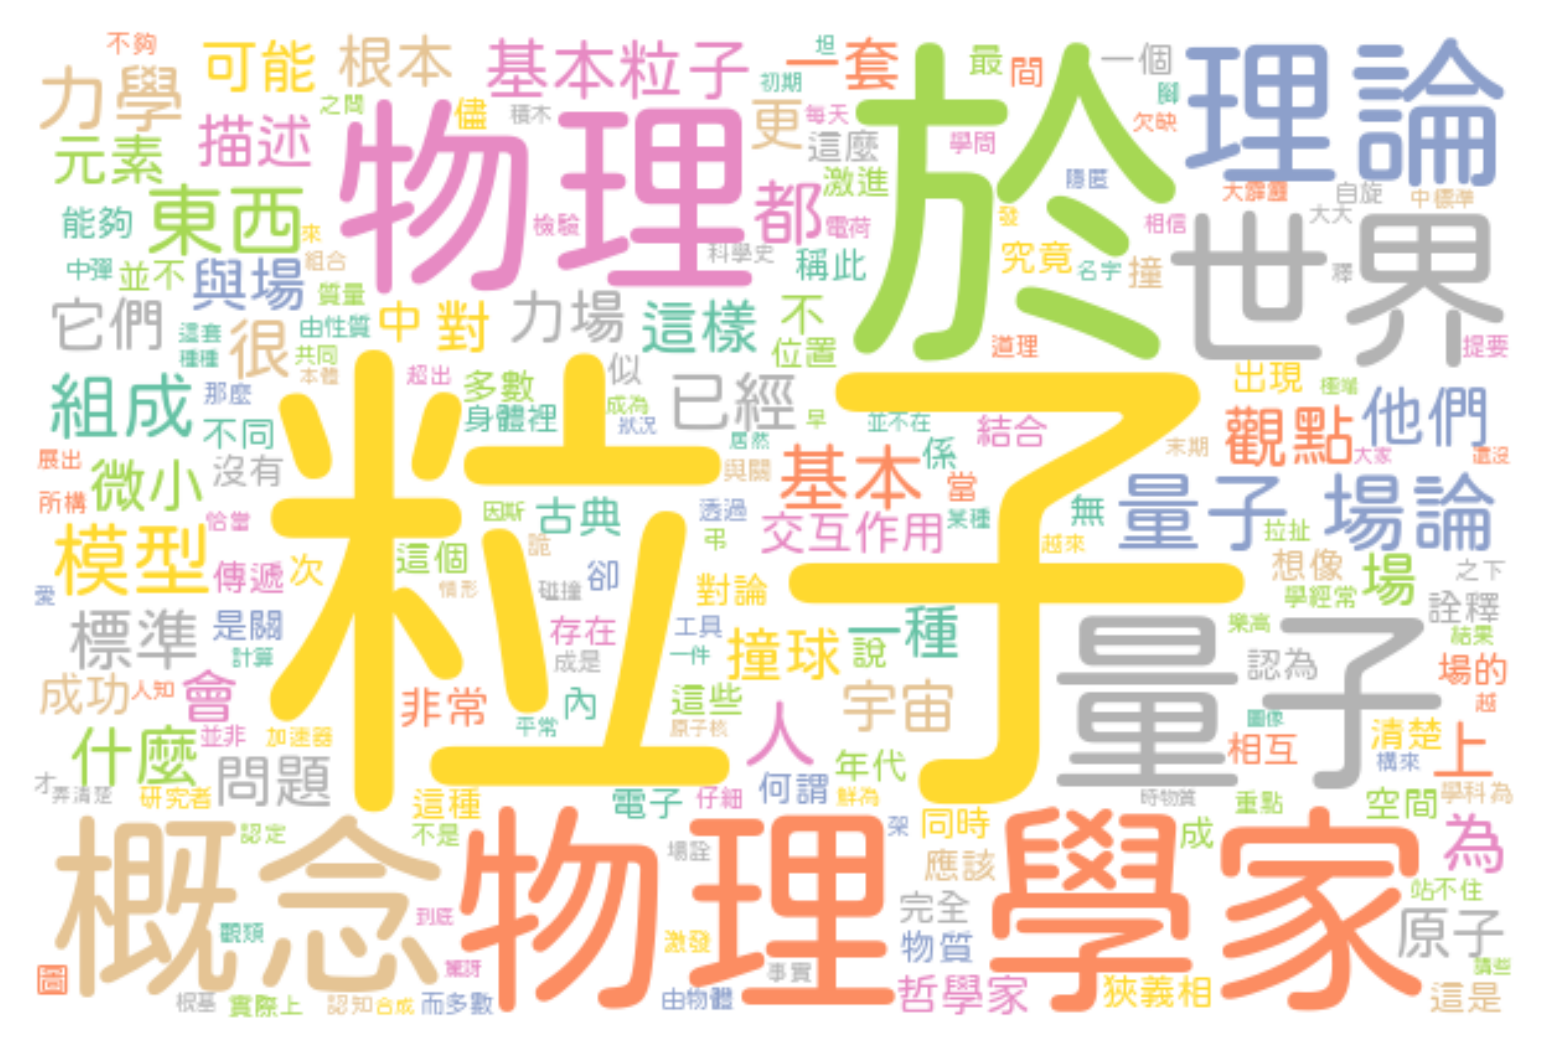 不夠
力學
可能
根本
基本粒子
一套
坦
初期
最
間
一個
腳
欠缺
理論
於
元素
描述
之間
儘
積木
物理
更
每天
這麼
學問
隱匿
大霹靂
自旋
中標準
激進
都
電荷
能夠
東西
來
檢驗
科學史
稱此
發
究竟
名字
撞
相信
大大
世界
釋
提要
中彈
並不
與場
組合
質量
它們
這套
種種
很
由性質
共同
本體
中
對
力場
這樣
不
位置
道理
組成
那麼
不同
超出
多數
身體裡
似
成為
狀況
已經
早
並不在
結合
係
出現
極端
觀點
他們
大家
還沒
末期
展出
微小
沒有
所構
恰當
粒子
居然
與關
基本
當
無
量子
場論
模型
傳遞
次
這個
情形
因斯
古典
詭
碰撞
卻
透過
弔
交互作用
某種
越來
拉扯
想像
場
之下
愛
標準
是關
計算
存在
成是
工具
一件
對論
撞球
說
一種
學經常
詮釋
樂高
結果
量子
認為
場的
越
成功
人知
會
並非
加速器
非常
平常
內
這些
原子核
人
宇宙
年代
圖像
相互
清楚
構來
上
什麼
才
弄清楚
研究者
問題
這種
電子
仔細
何謂
鮮為
時物質
重點
空間
學科為
概念
認定
不是
物理學家
場詮
架
同時
應該
成
為
站不住
原子
觀類
到底
驚訝
激發
事實
完全
物質
圖
根基
實際上
認知
合成
而多數
由物體
哲學家
狹義相
這些
這是